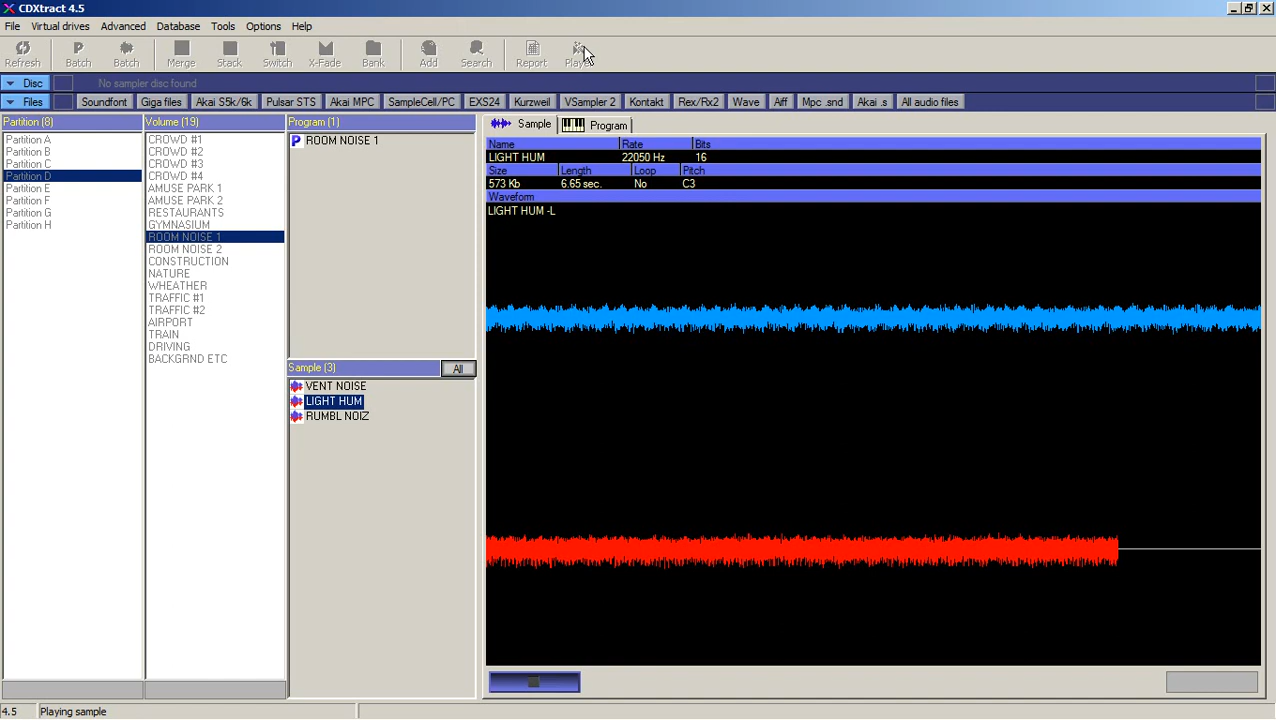 CDXtract 4.5
File Virtual drives Advanced Database Tools Options Help
Refresh Batch Batch Merge Stack Switch X-Fade Bank Add Search Report Play
Disc No sampler disc found
Files Soundfont Giga files Akai S5k/6k Pulsar STS Akai MPC SampleCell/PC EXS24 Kurzweil VSampler 2 Kontakt Rex/Rx2 Wave Aiff Mpc .snd Akai .s All audio files
Partition (8)
Partition A
Partition B
Partition C
Partition D
Partition E
Partition F
Partition G
Partition H
Volume (19)
CROWD #1
CROWD #2
CROWD #3
CROWD #4
AMUSE PARK 1
AMUSE PARK 2
RESTAURANTS
GYMNASIUM
ROOM NOISE 1
ROOM NOISE 2
CONSTRUCTION
NATURE
WHEATHER
TRAFFIC #1
TRAFFIC #2
AIRPORT
TRAIN
DRIVING
BACKGRND ETC
Program (1)
P ROOM NOISE 1
Sample (3) All
VENT NOISE
LIGHT HUM
RUMBL NOIZ
Sample Program
Name Rate Bits
LIGHT HUM 22050 Hz 16
Size Length Loop Pitch
573 Kb 6.65 sec. No C3
Waveform
LIGHT HUM -L
4.5 Playing sample